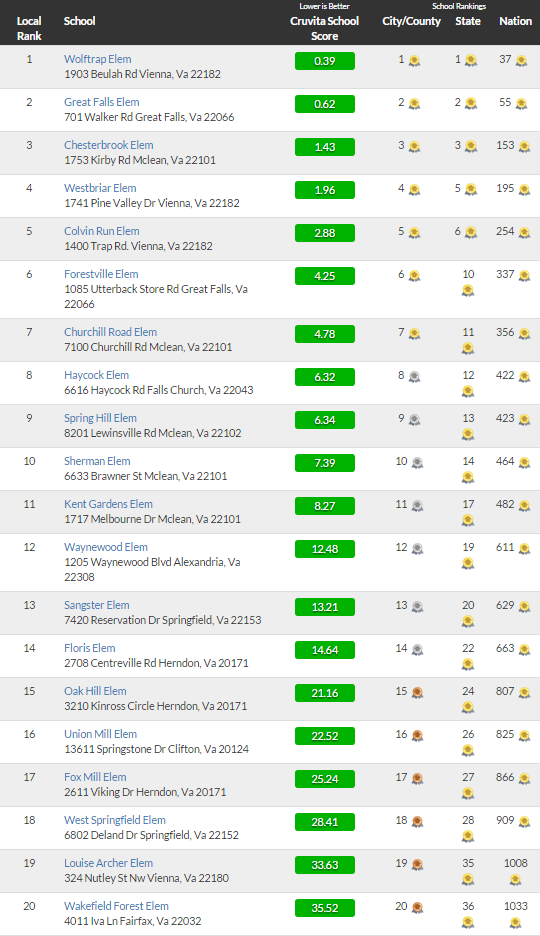 Lower is Better School Rankings
Local Rank School Cruvita School Score City/County State Nation
1 Wolftrap Elem 0.39 1 1 37
1903 Beulah Rd Vienna, Va 22182
2 Great Falls Elem 0.62 2 2 55
701 Walker Rd Great Falls, Va 22066
3 Chesterbrook Elem 1.43 3 3 153
1753 Kirby Rd Mclean, Va 22101
4 Westbriar Elem 1.96 4 5 195
1741 Pine Valley Dr Vienna, Va 22182
5 Colvin Run Elem 2.88 5 6 254
1400 Trap Rd. Vienna, Va 22182
6 Forestville Elem 4.25 6 10 337
1085 Utterback Store Rd Great Falls, Va
22066
7 Churchill Road Elem 4.78 7 11 356
7100 Churchill Rd Mclean, Va 22101
8 Haycock Elem 6.32 8 12 422
6616 Haycock Rd Falls Church, Va 22043
9 Spring Hill Elem 6.34 9 13 423
8201 Lewinsville Rd Mclean, Va 22102
10 Sherman Elem 7.39 10 14 464
6633 Brawner St Mclean, Va 22101
11 Kent Gardens Elem 8.27 11 17 482
1717 Melbourne Dr Mclean, Va 22101
12 Waynewood Elem 12.48 12 19 611
1205 Waynewood Blvd Alexandria, Va
22308
13 Sangster Elem 13.21 13 20 629
7420 Reservation Dr Springfield, Va 22153
14 Floris Elem 14.64 14 22 663
2708 Centreville Rd Herndon, Va 20171
15 Oak Hill Elem 21.16 15 24 807
3210 Kinross Circle Herndon, Va 20171
16 Union Mill Elem 22.52 16 26 825
13611 Springstone Dr Clifton, Va 20124
17 Fox Mill Elem 25.24 17 27 866
2611 Viking Dr Herndon, Va 20171
18 West Springfield Elem 28.41 18 28 909
6802 Deland Dr Springfield, Va 22152
19 Louise Archer Elem 33.63 19 35 1008
324 Nutley St Nw Vienna, Va 22180
20 Wakefield Forest Elem 35.52 20 36 1033
4011 Iva Ln Fairfax, Va 22032